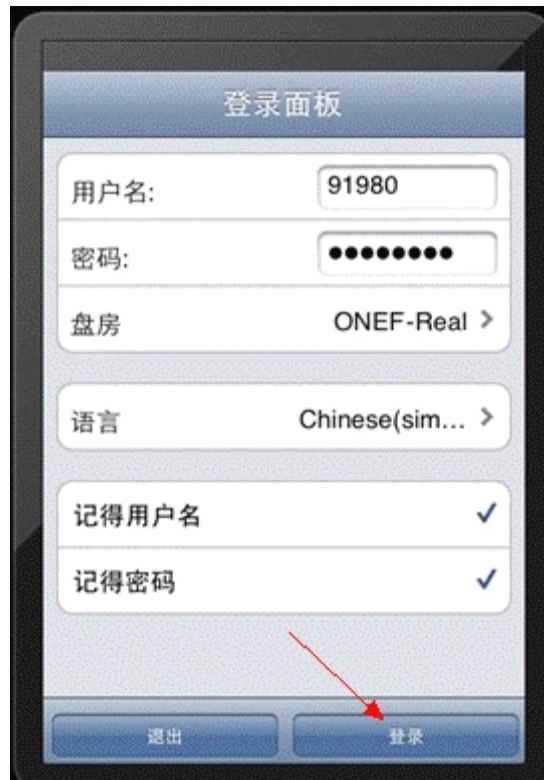 登录面板
用户名: 91980
密码: ●●●●●●●●
盘房 ONEF-Real >
语言 Chinese(sim... >
记得用户名 ✓
记得密码 ✓
退出 登录